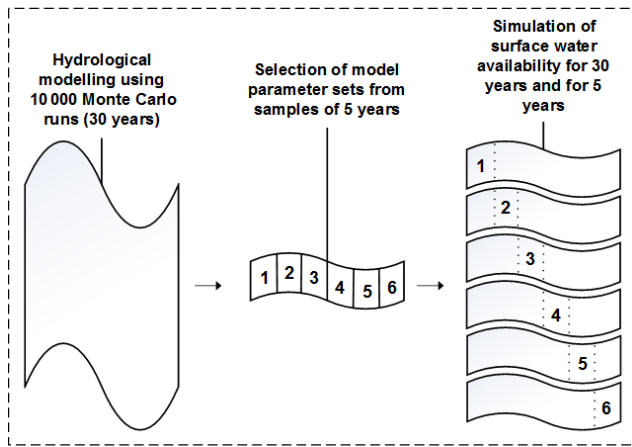 Hydrological
modelling using
10 000 Monte Carlo
runs (30 years)
Selection of model
parameter sets from
samples of 5 years
Simulation of
surface water
availability for 30
years and for 5
years
1 2 3 4 5 6
1
2
3
4
5
6